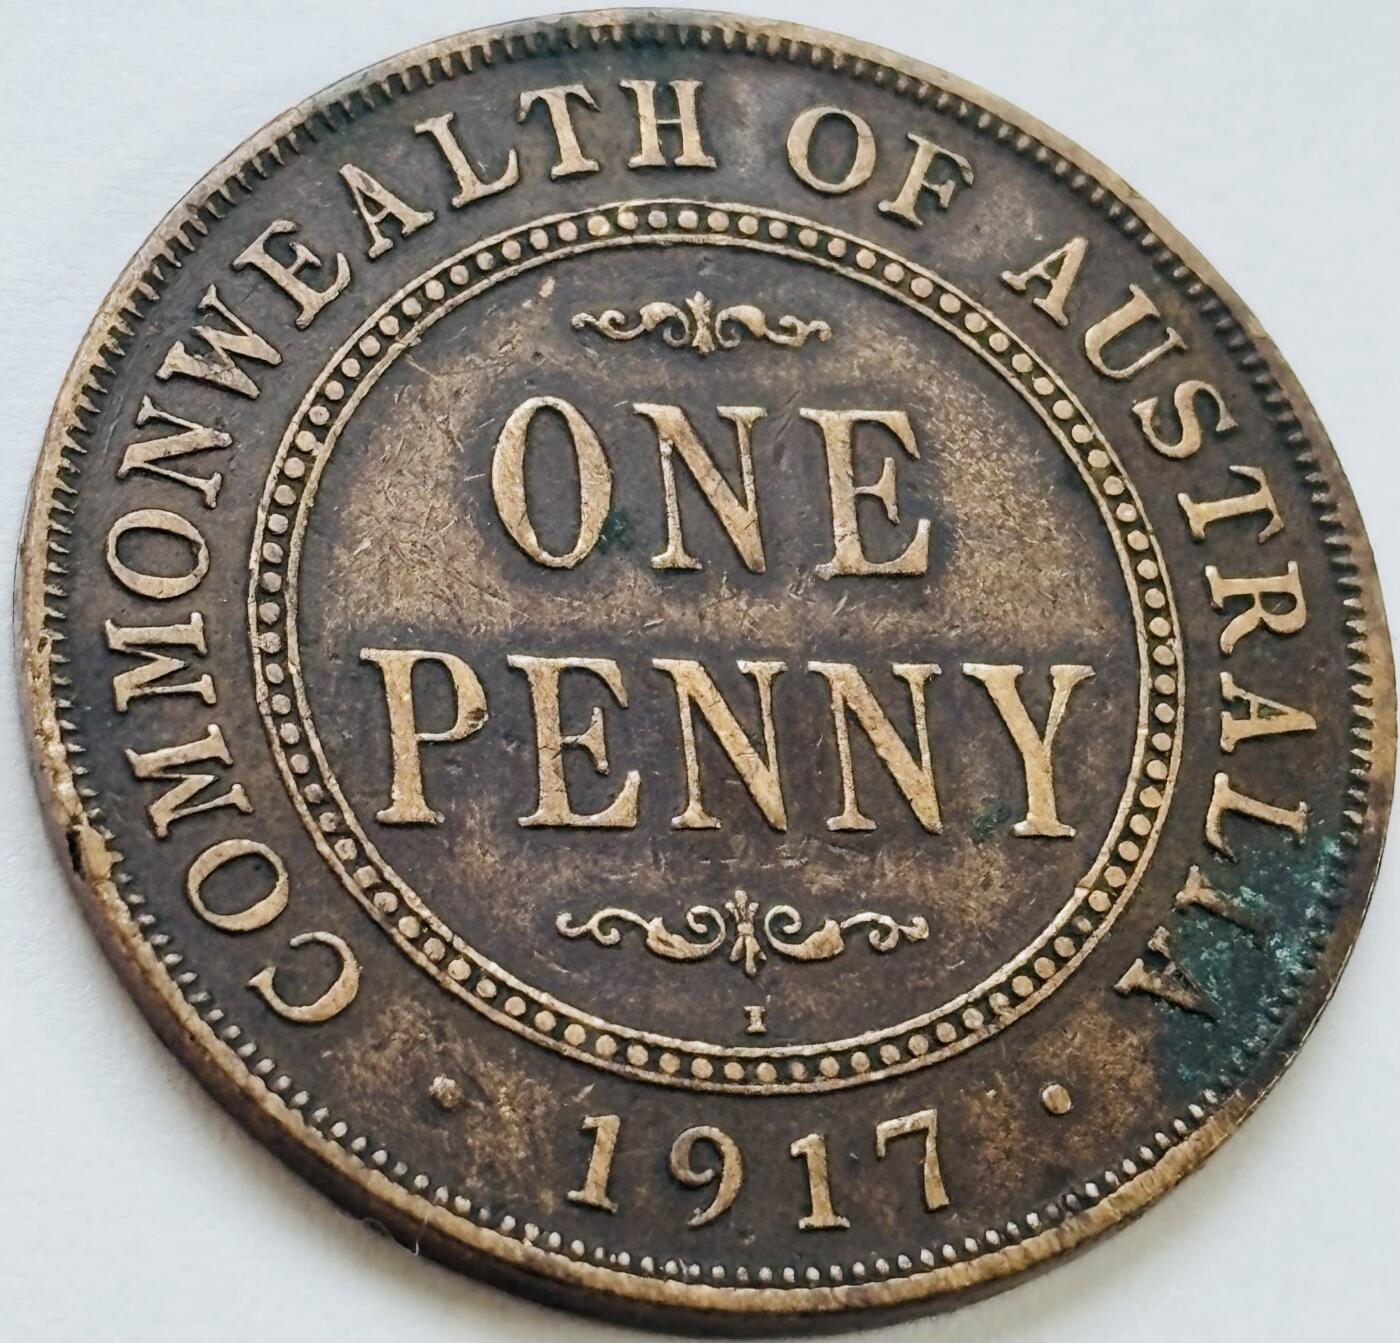 COMMONWEALTH OF AUSTRALIA
ONE
PENNY
I
· 1917 ·